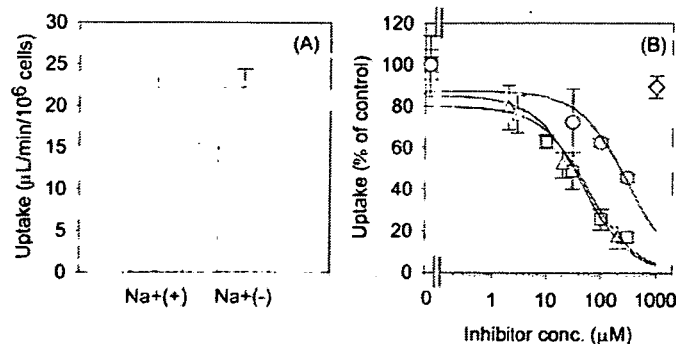 (A)
Uptake (μL/min/10⁶ cells)
30
25
20
15
10
5
0
Na+(+) Na+(-)
(B)
Uptake (% of control)
120
100
80
60
40
20
0
0 1 10 100 1000
Inhibitor conc. (μM)